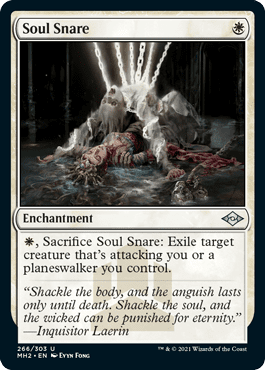 Soul Snare
Enchantment
, Sacrifice Soul Snare: Exile target
creature that's attacking you or a
planeswalker you control.
“Shackle the body, and the anguish lasts
only until death. Shackle the soul, and
the wicked can be punished for eternity.”
—Inquisitor Laerin
266/303 U
MH2 • EN Evyn Fong
™ & © 2021 Wizards of the Coast